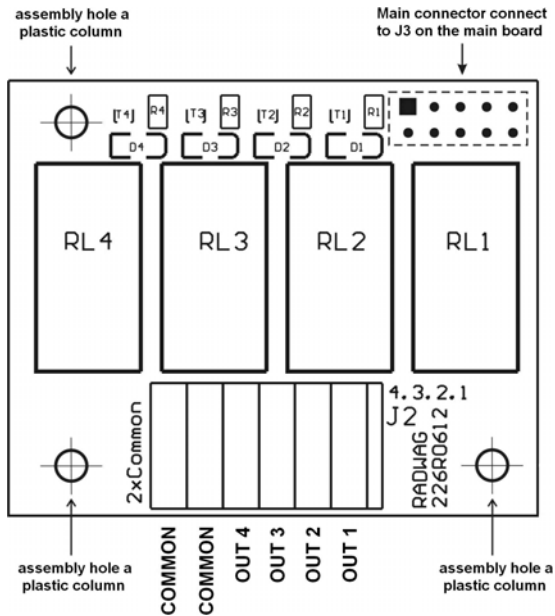 assembly hole a
plastic column
Main connector connect
to J3 on the main board
T4 R4 T3 R3 T2 R2 T1 R1
D4 D3 D2 D1
RL4 RL3 RL2 RL1
4.3.2.1
J2
2xCommon
RADWAG
226R0612
COMMON
COMMON
OUT 4
OUT 3
OUT 2
OUT 1
assembly hole a
plastic column
assembly hole a
plastic column